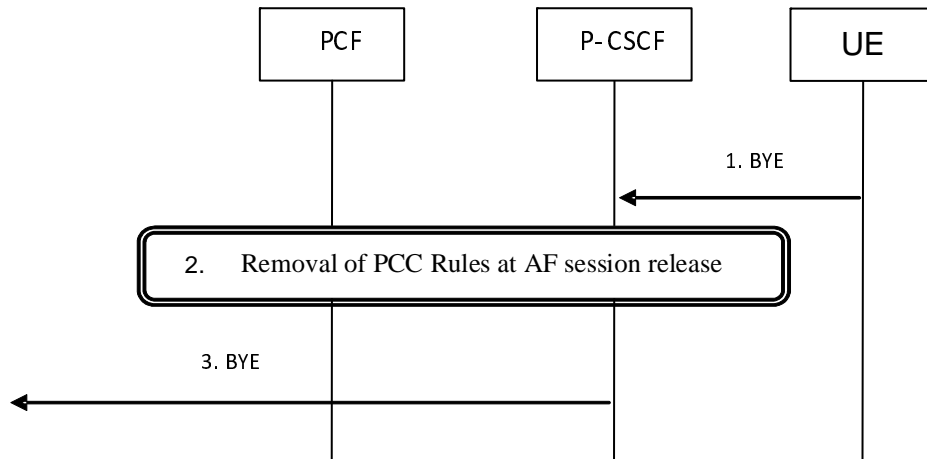 PCF
P-CSCF
UE
1. BYE
2. Removal of PCC Rules at AF session release
3. BYE